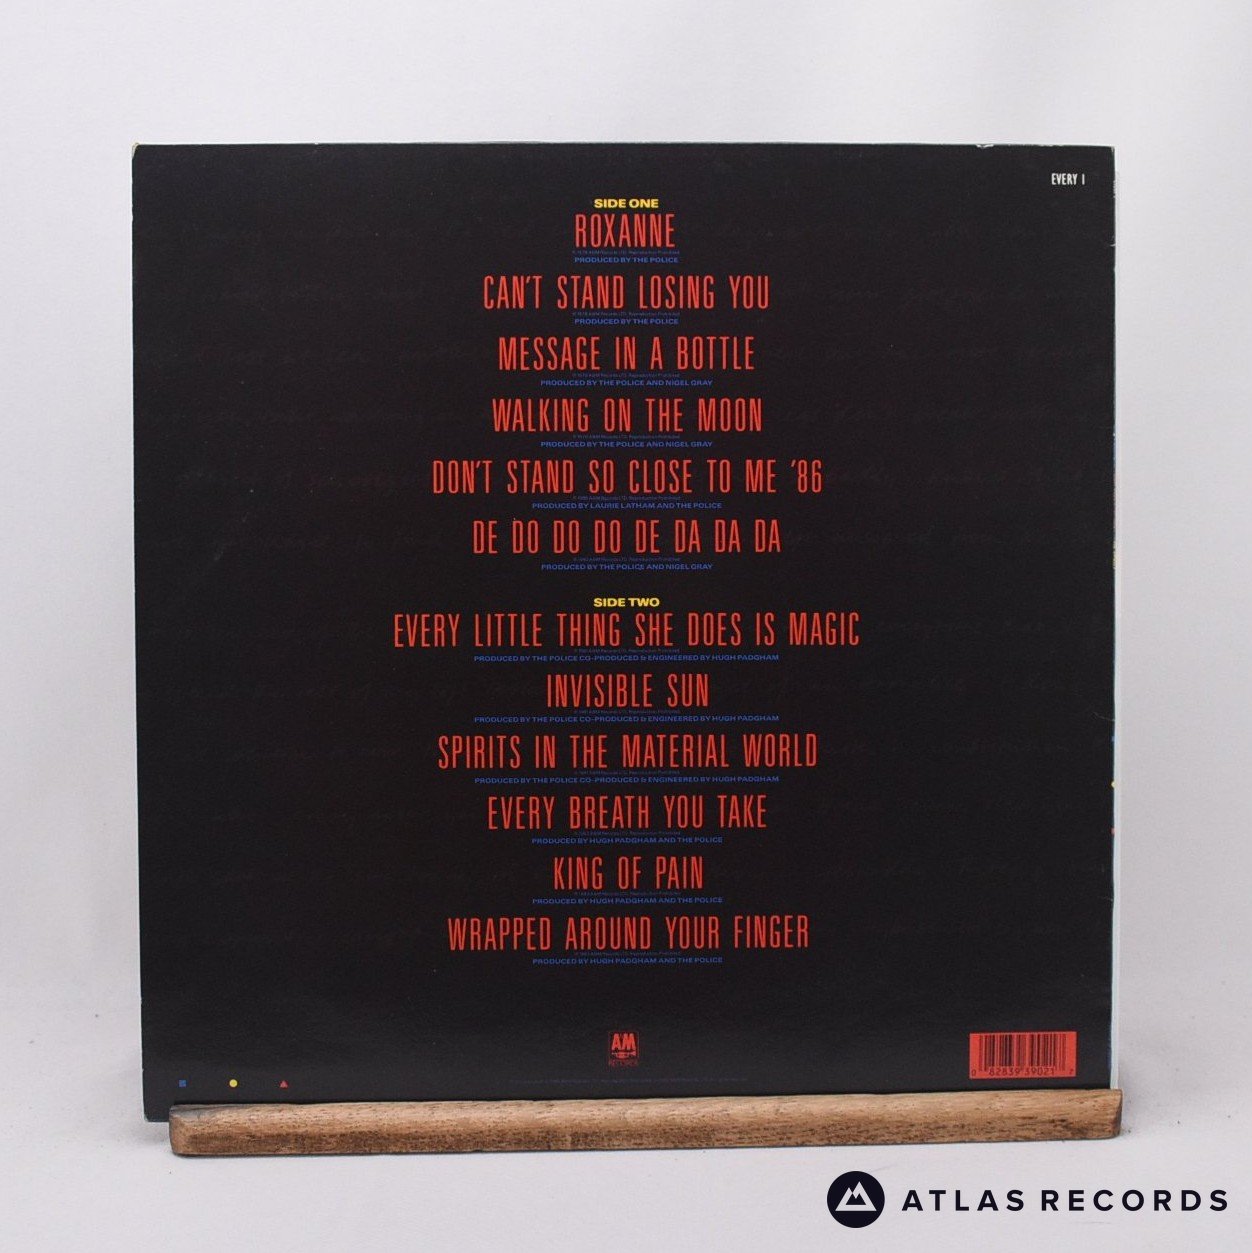 EVERY 1
SIDE ONE
ROXANNE
PRODUCED BY THE POLICE
CAN'T STAND LOSING YOU
PRODUCED BY THE POLICE
MESSAGE IN A BOTTLE
PRODUCED BY THE POLICE AND NIGEL GRAY
WALKING ON THE MOON
PRODUCED BY THE POLICE AND NIGEL GRAY
DON'T STAND SO CLOSE TO ME '86
PRODUCED BY LAURIE LATHAM AND THE POLICE
DE DO DO DO DE DA DA DA
PRODUCED BY THE POLICE AND NIGEL GRAY
SIDE TWO
EVERY LITTLE THING SHE DOES IS MAGIC
PRODUCED BY THE POLICE CO-PRODUCED & ENGINEERED BY HUGH PADGHAM
INVISIBLE SUN
PRODUCED BY THE POLICE CO-PRODUCED & ENGINEERED BY HUGH PADGHAM
SPIRITS IN THE MATERIAL WORLD
PRODUCED BY THE POLICE CO-PRODUCED & ENGINEERED BY HUGH PADGHAM
EVERY BREATH YOU TAKE
PRODUCED BY HUGH PADGHAM AND THE POLICE
KING OF PAIN
PRODUCED BY HUGH PADGHAM AND THE POLICE
WRAPPED AROUND YOUR FINGER
PRODUCED BY HUGH PADGHAM AND THE POLICE
A&M
RECORDS
0 82839 39021 2
ATLAS RECORDS